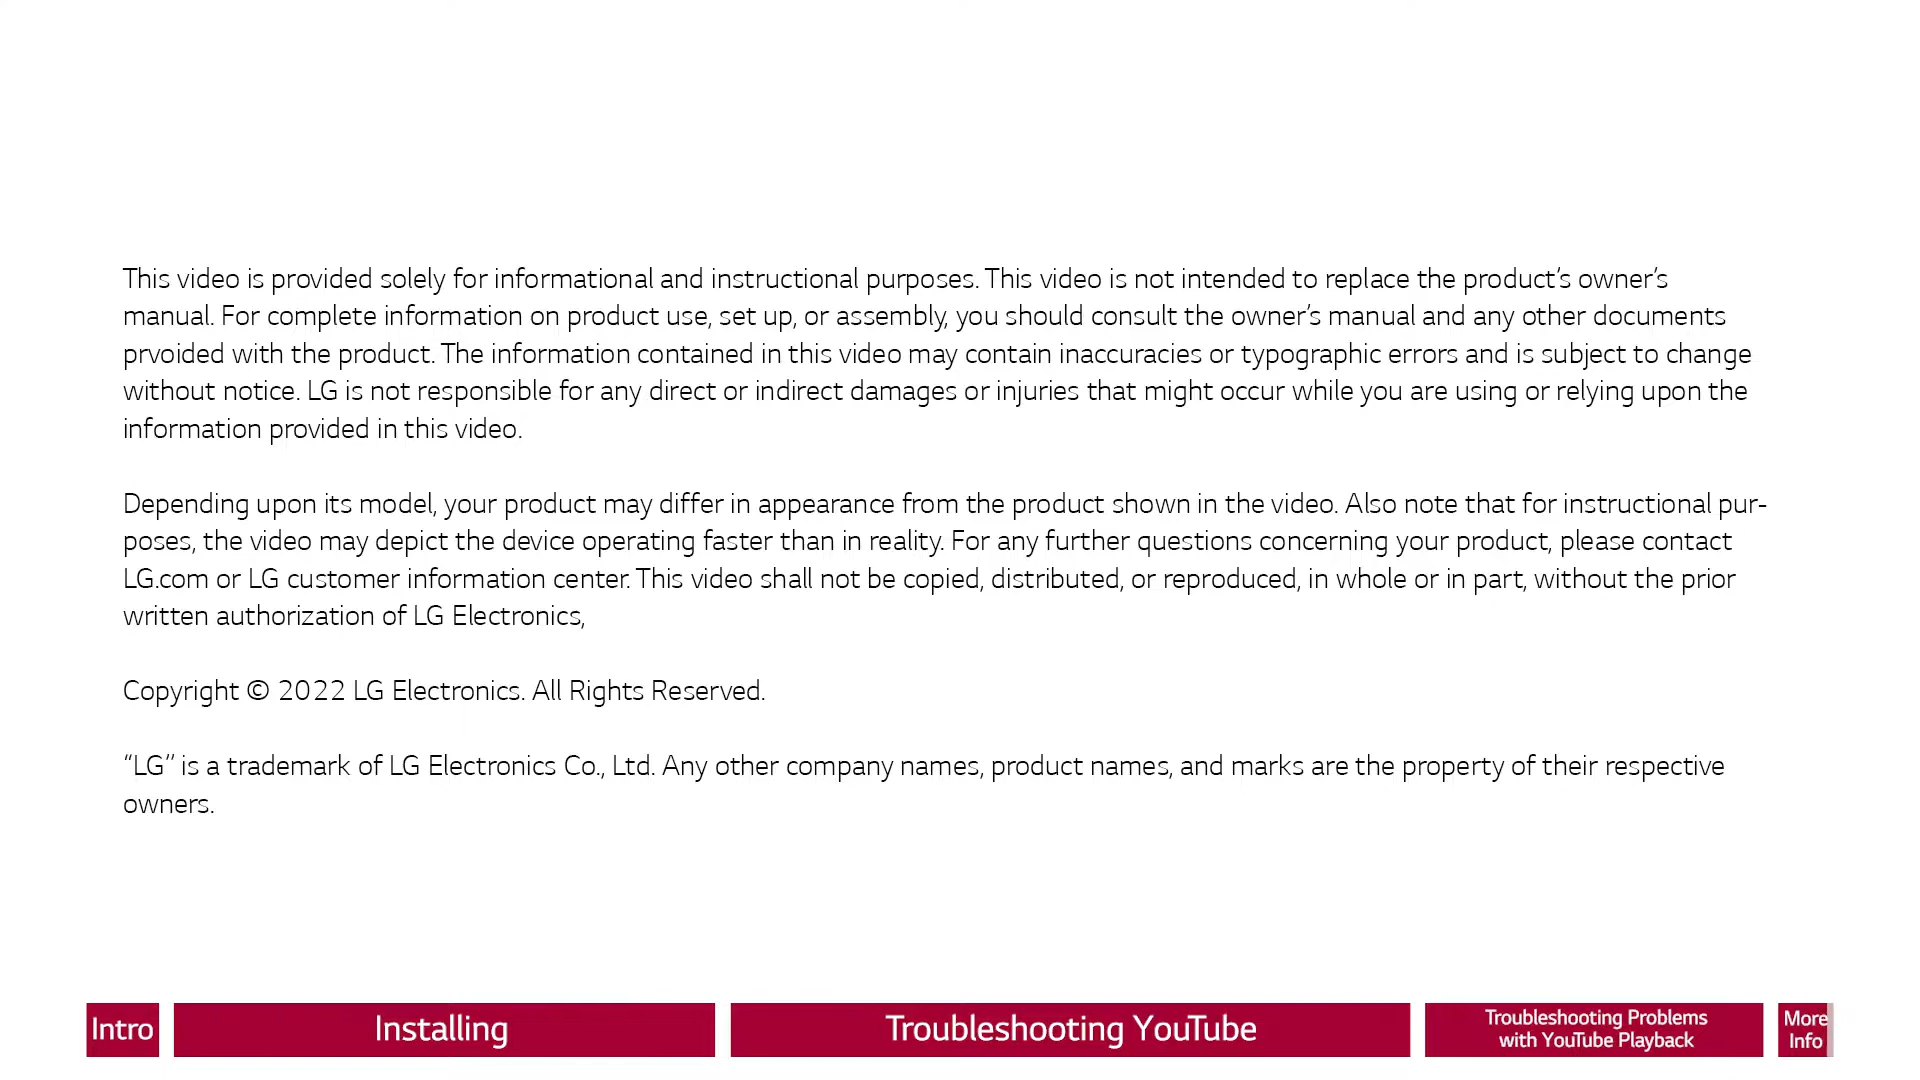 This video is provided solely for informational and instructional purposes. This video is not intended to replace the product’s owner’s
manual. For complete information on product use, set up, or assembly, you should consult the owner’s manual and any other documents
prvoided with the product. The information contained in this video may contain inaccuracies or typographic errors and is subject to change
without notice. LG is not responsible for any direct or indirect damages or injuries that might occur while you are using or relying upon the
information provided in this video.
Depending upon its model, your product may differ in appearance from the product shown in the video. Also note that for instructional pur-
poses, the video may depict the device operating faster than in reality. For any further questions concerning your product, please contact
LG.com or LG customer information center. This video shall not be copied, distributed, or reproduced, in whole or in part, without the prior
written authorization of LG Electronics,
Copyright © 2022 LG Electronics. All Rights Reserved.
“LG” is a trademark of LG Electronics Co., Ltd. Any other company names, product names, and marks are the property of their respective
owners.
Intro
Installing
Troubleshooting YouTube
Troubleshooting Problems
with YouTube Playback
More
Info